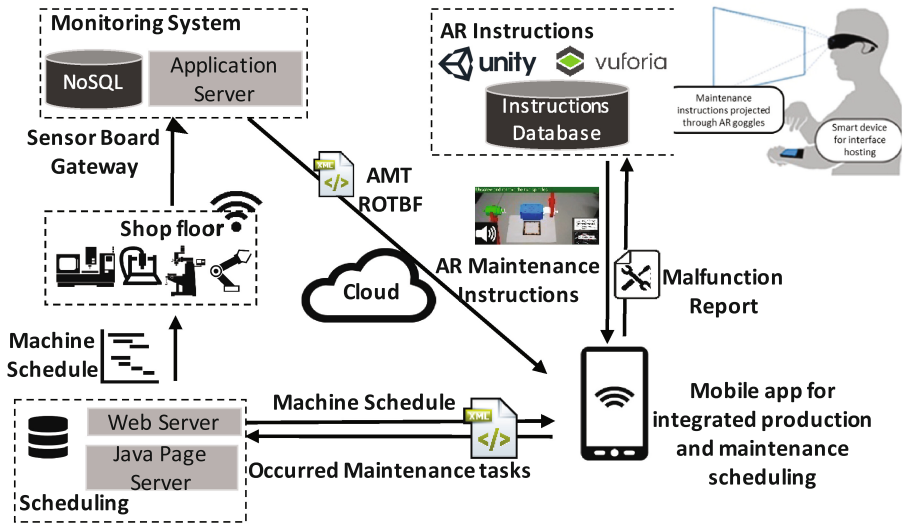 Monitoring System
NoSQL
Application
Server
Sensor Board
Gateway
Shop floor
Machine
Schedule
Web Server
Java Page
Server
Scheduling
XML
</>
AMT
ROTBF
Cloud
Machine Schedule
XML
</>
Occurred Maintenance tasks
AR Instructions
unity
vuforia
Instructions
Database
AR Maintenance
Instructions
Malfunction
Report
Mobile app for
integrated production
and maintenance
scheduling
Maintenance
instructions projected
through AR goggles
Smart device
for interface
hosting